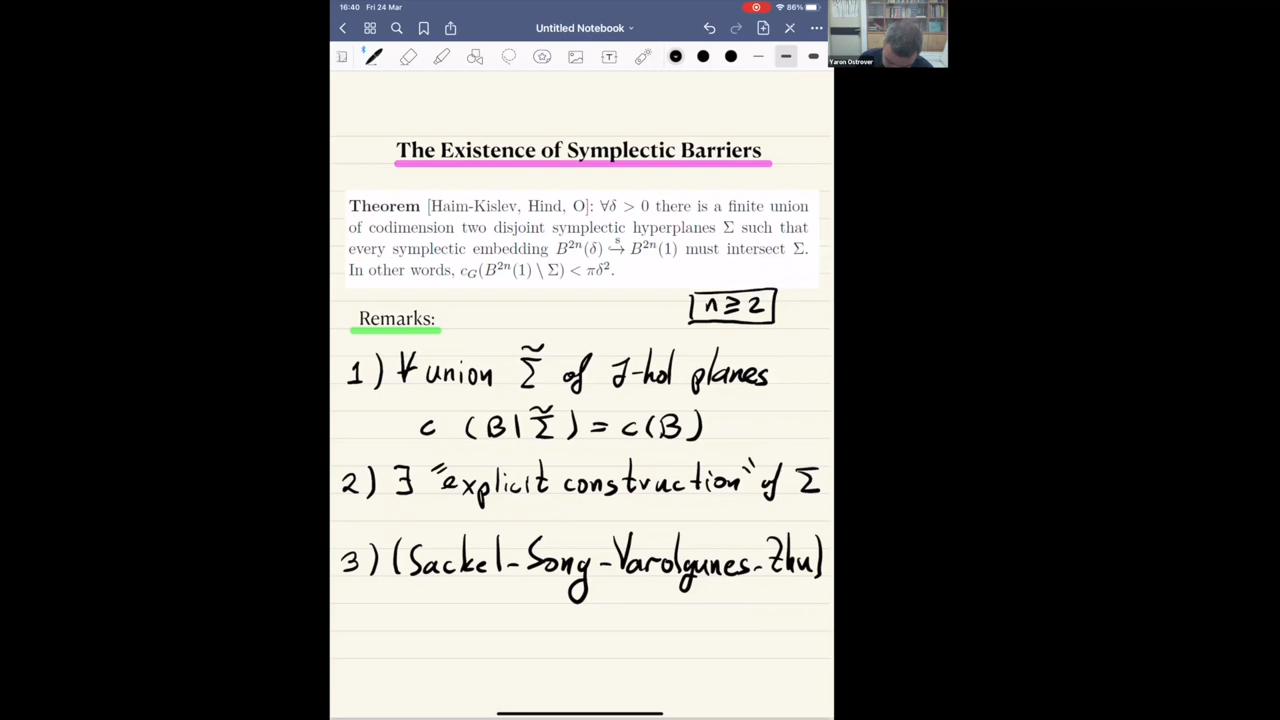 16:40 Fri 24 Mar
86%
Untitled Notebook
Yaron Ostrover
The Existence of Symplectic Barriers
Theorem [Haim-Kislev, Hind, O]: ∀δ > 0 there is a finite union
of codimension two disjoint symplectic hyperplanes Σ such that
every symplectic embedding B²ⁿ(δ) ↪ˢ B²ⁿ(1) must intersect Σ.
In other words, c_G(B²ⁿ(1) \ Σ) < πδ².
n ≥ 2
Remarks:
1) ∀ union Σ̃ of J-hol planes
c (B \ Σ̃) = c(B)
2) ∃ "explicit construction" of Σ
3) (Sackel-Song-Varolgunes-Zhu)